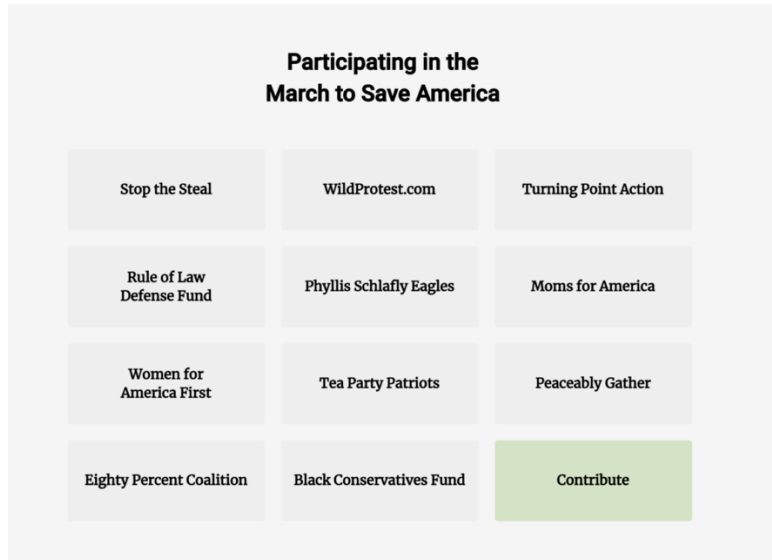 Participating in the
March to Save America
Stop the Steal
WildProtest.com
Turning Point Action
Rule of Law
Defense Fund
Phyllis Schlafly Eagles
Moms for America
Women for
America First
Tea Party Patriots
Peaceably Gather
Eighty Percent Coalition
Black Conservatives Fund
Contribute